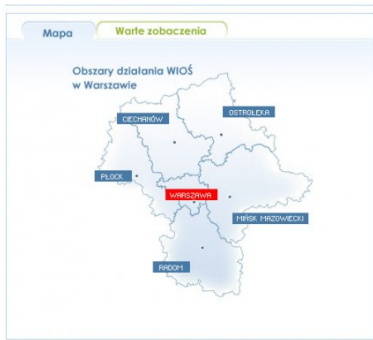 Mapa
Warte zobaczenia
Obszary działania WIOŚ
w Warszawie
CIECHANÓW
OSTROŁĘKA
PŁOCK
WARSZAWA
MIŃSK MAZOWIECKI
RADOM